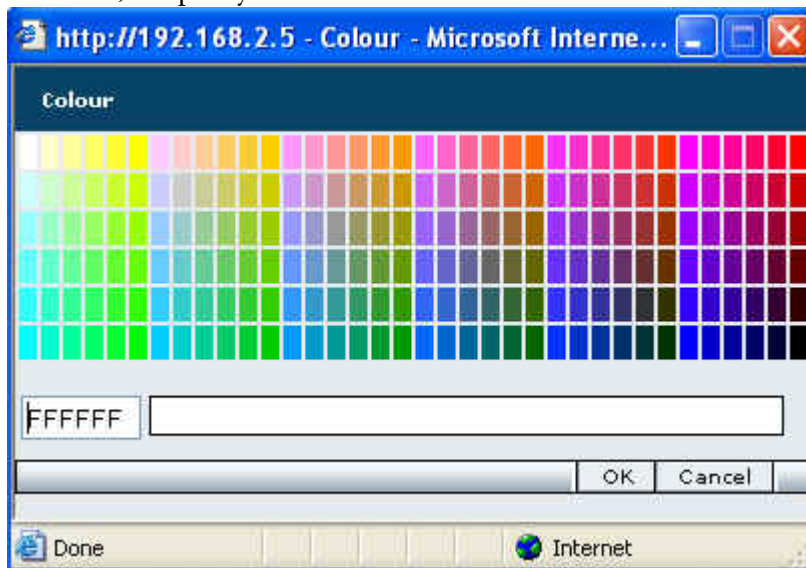 http://192.168.2.5 - Colour - Microsoft Interne...
Colour
FFFFFF
OK Cancel
Done Internet